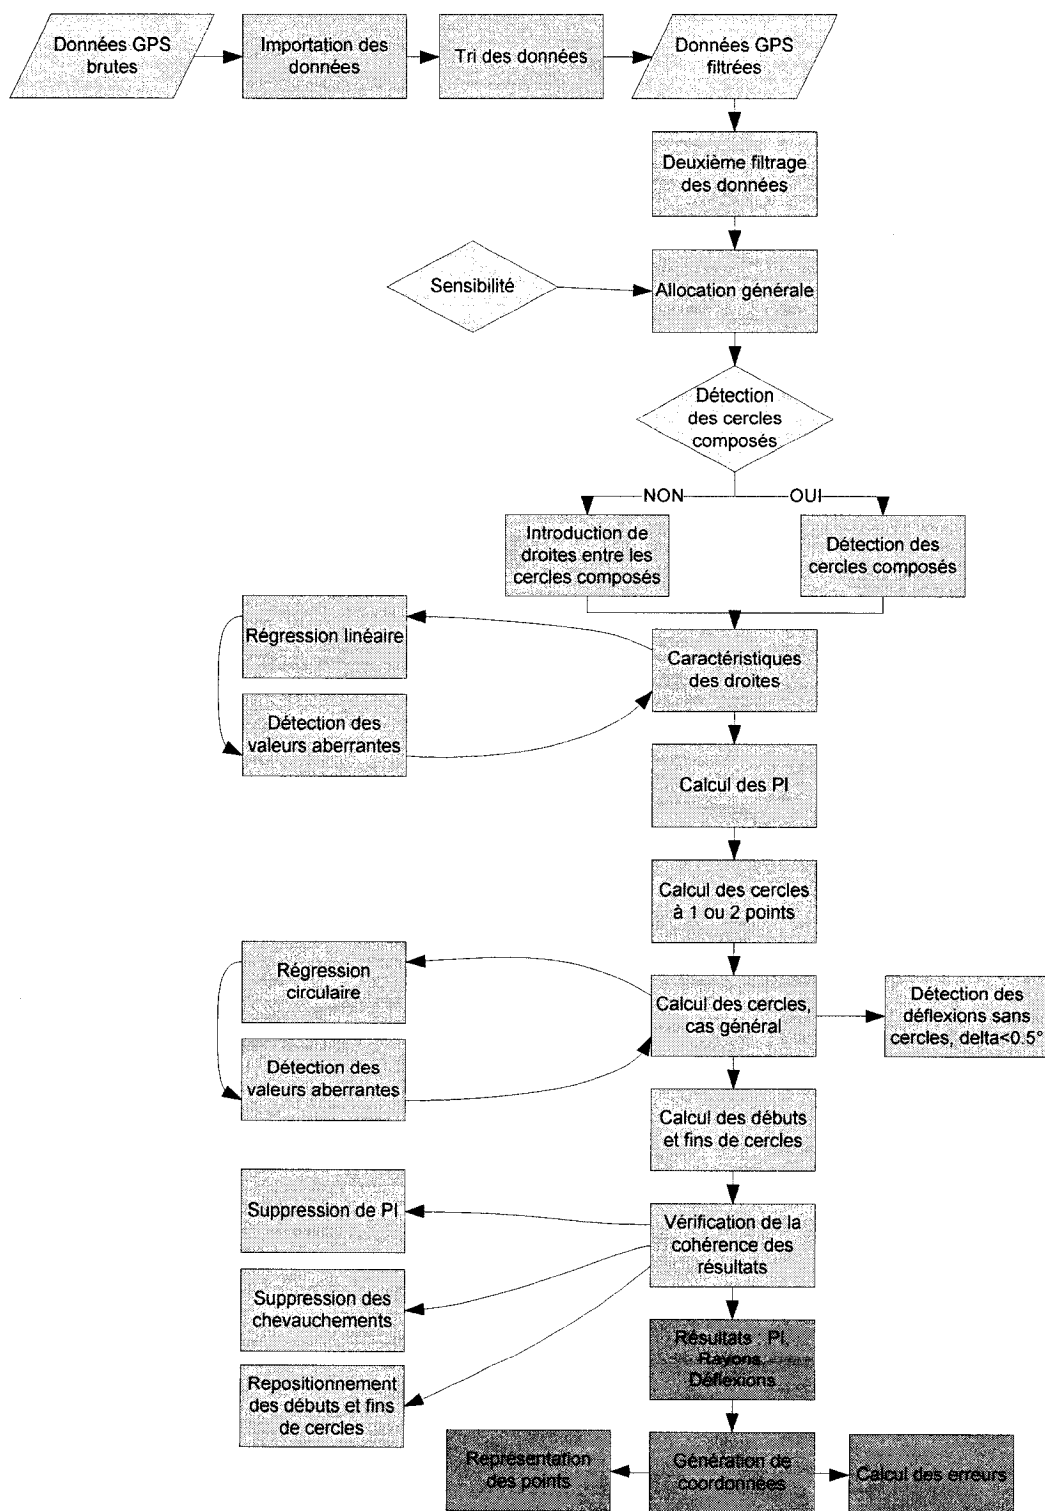 Données GPS
brutes
Importation des
données
Tri des données
Données GPS
filtrées
Deuxième filtrage
des données
Sensibilité
Allocation générale
Détection
des cercles
composés
NON
OUI
Introduction de
droites entre les
cercles composés
Détection des
cercles composés
Régression linéaire
Caractéristiques
des droites
Détection des
valeurs aberrantes
Calcul des PI
Calcul des cercles
à 1 ou 2 points
Régression
circulaire
Calcul des cercles,
cas général
Détection des
déflexions sans
cercles, delta<0.5°
Détection des
valeurs aberrantes
Calcul des débuts
et fins de cercles
Suppression de PI
Vérification de la
cohérence des
résultats
Suppression des
chevauchements
Résultats : PI,
Rayons,
Déflexions
Repositionnement
des débuts et fins
de cercles
Représentation
des points
Génération de
coordonnées
Calcul des erreurs